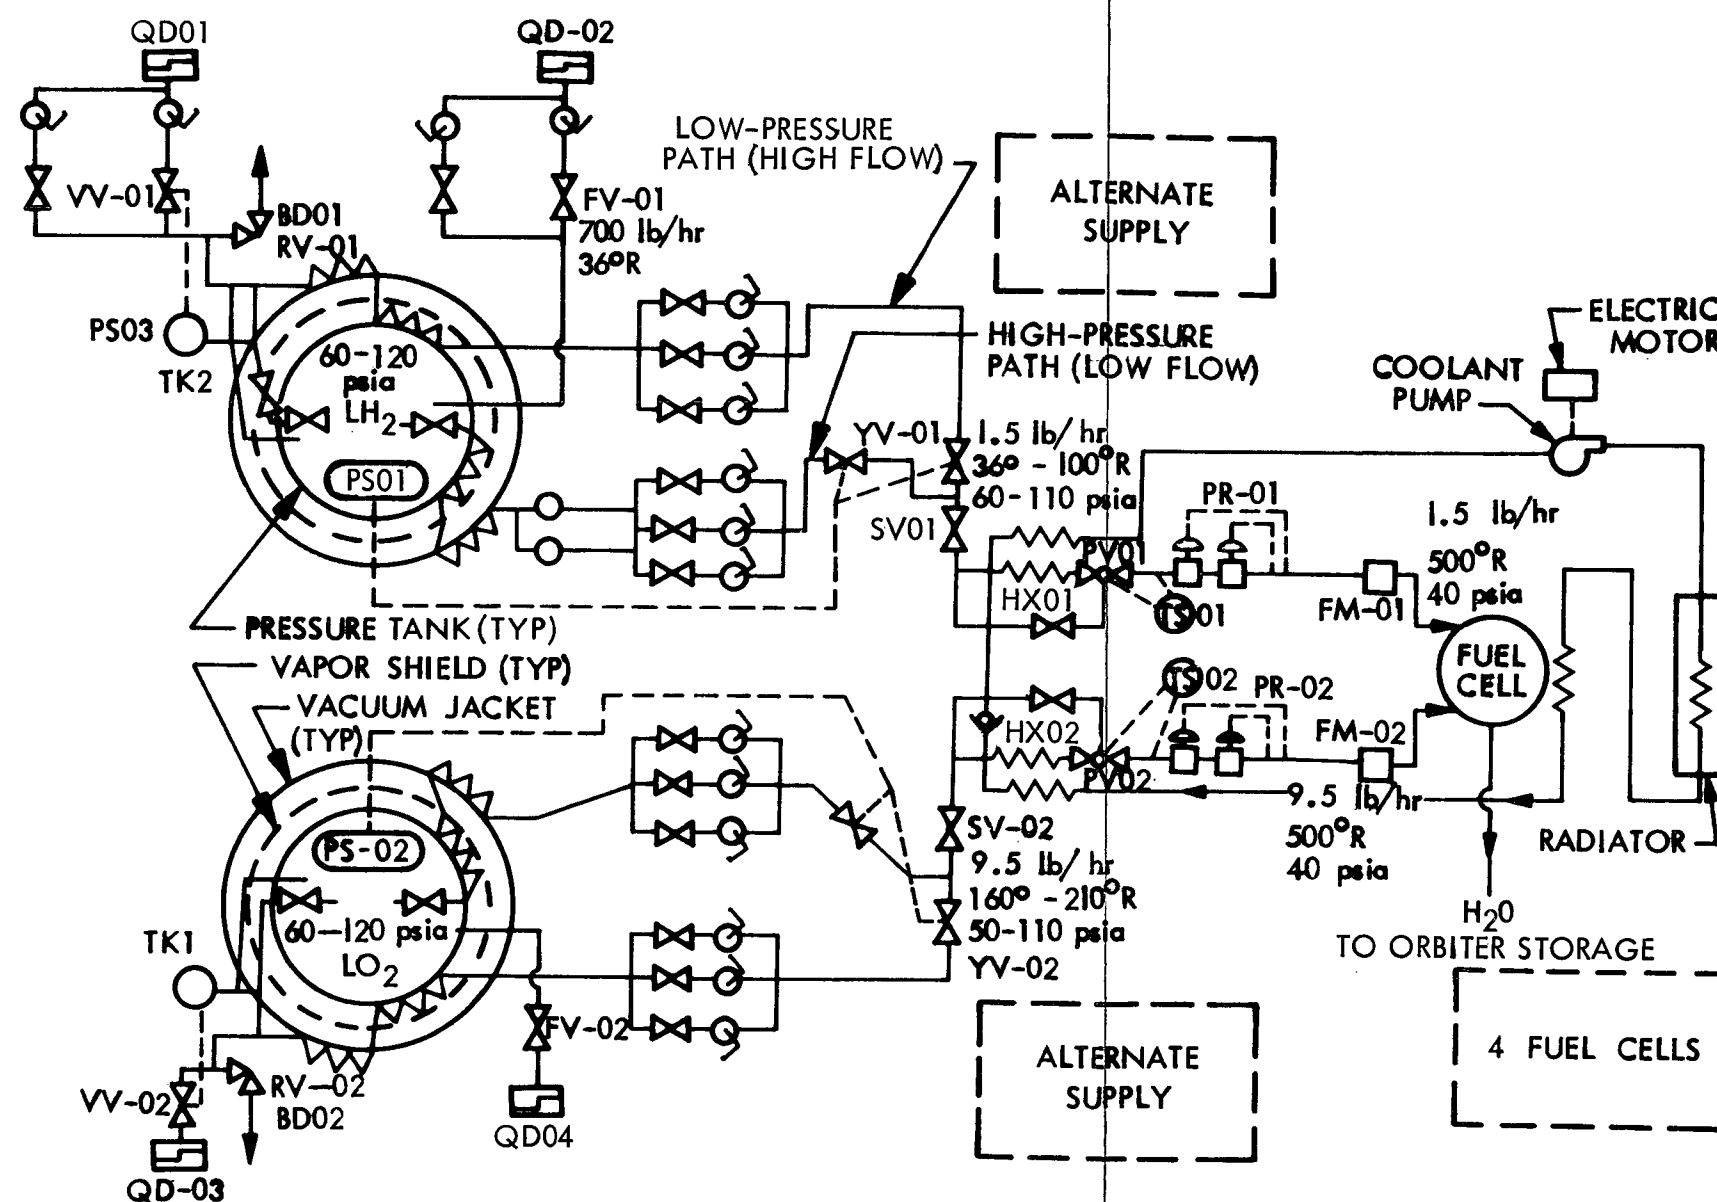 QD01
QD-02
LOW-PRESSURE
PATH (HIGH FLOW)
ALTERNATE
SUPPLY
VV-01
BD01
RV-01
FV-01
700 lb/hr
36°R
PS03
TK2
60-120
psia
LH2
PS01
HIGH-PRESSURE
PATH (LOW FLOW)
ELECTRIC
MOTOR
COOLANT
PUMP
YV-01
1.5 lb/hr
36° - 100°R
60-110 psia
SV01
PR-01
1.5 lb/hr
500°R
40 psia
PV01
HX01
TS01
FM-01
PRESSURE TANK (TYP)
VAPOR SHIELD (TYP)
VACUUM JACKET
(TYP)
FUEL
CELL
TS02
PR-02
HX02
FM-02
PV02
9.5 lb/hr
500°R
40 psia
RADIATOR
PS-02
SV-02
9.5 lb/hr
160° - 210°R
50-110 psia
YV-02
60-120 psia
LO2
TK1
H2O
TO ORBITER STORAGE
FV-02
4 FUEL CELLS
ALTERNATE
SUPPLY
VV-02
RV-02
BD02
QD04
QD-03